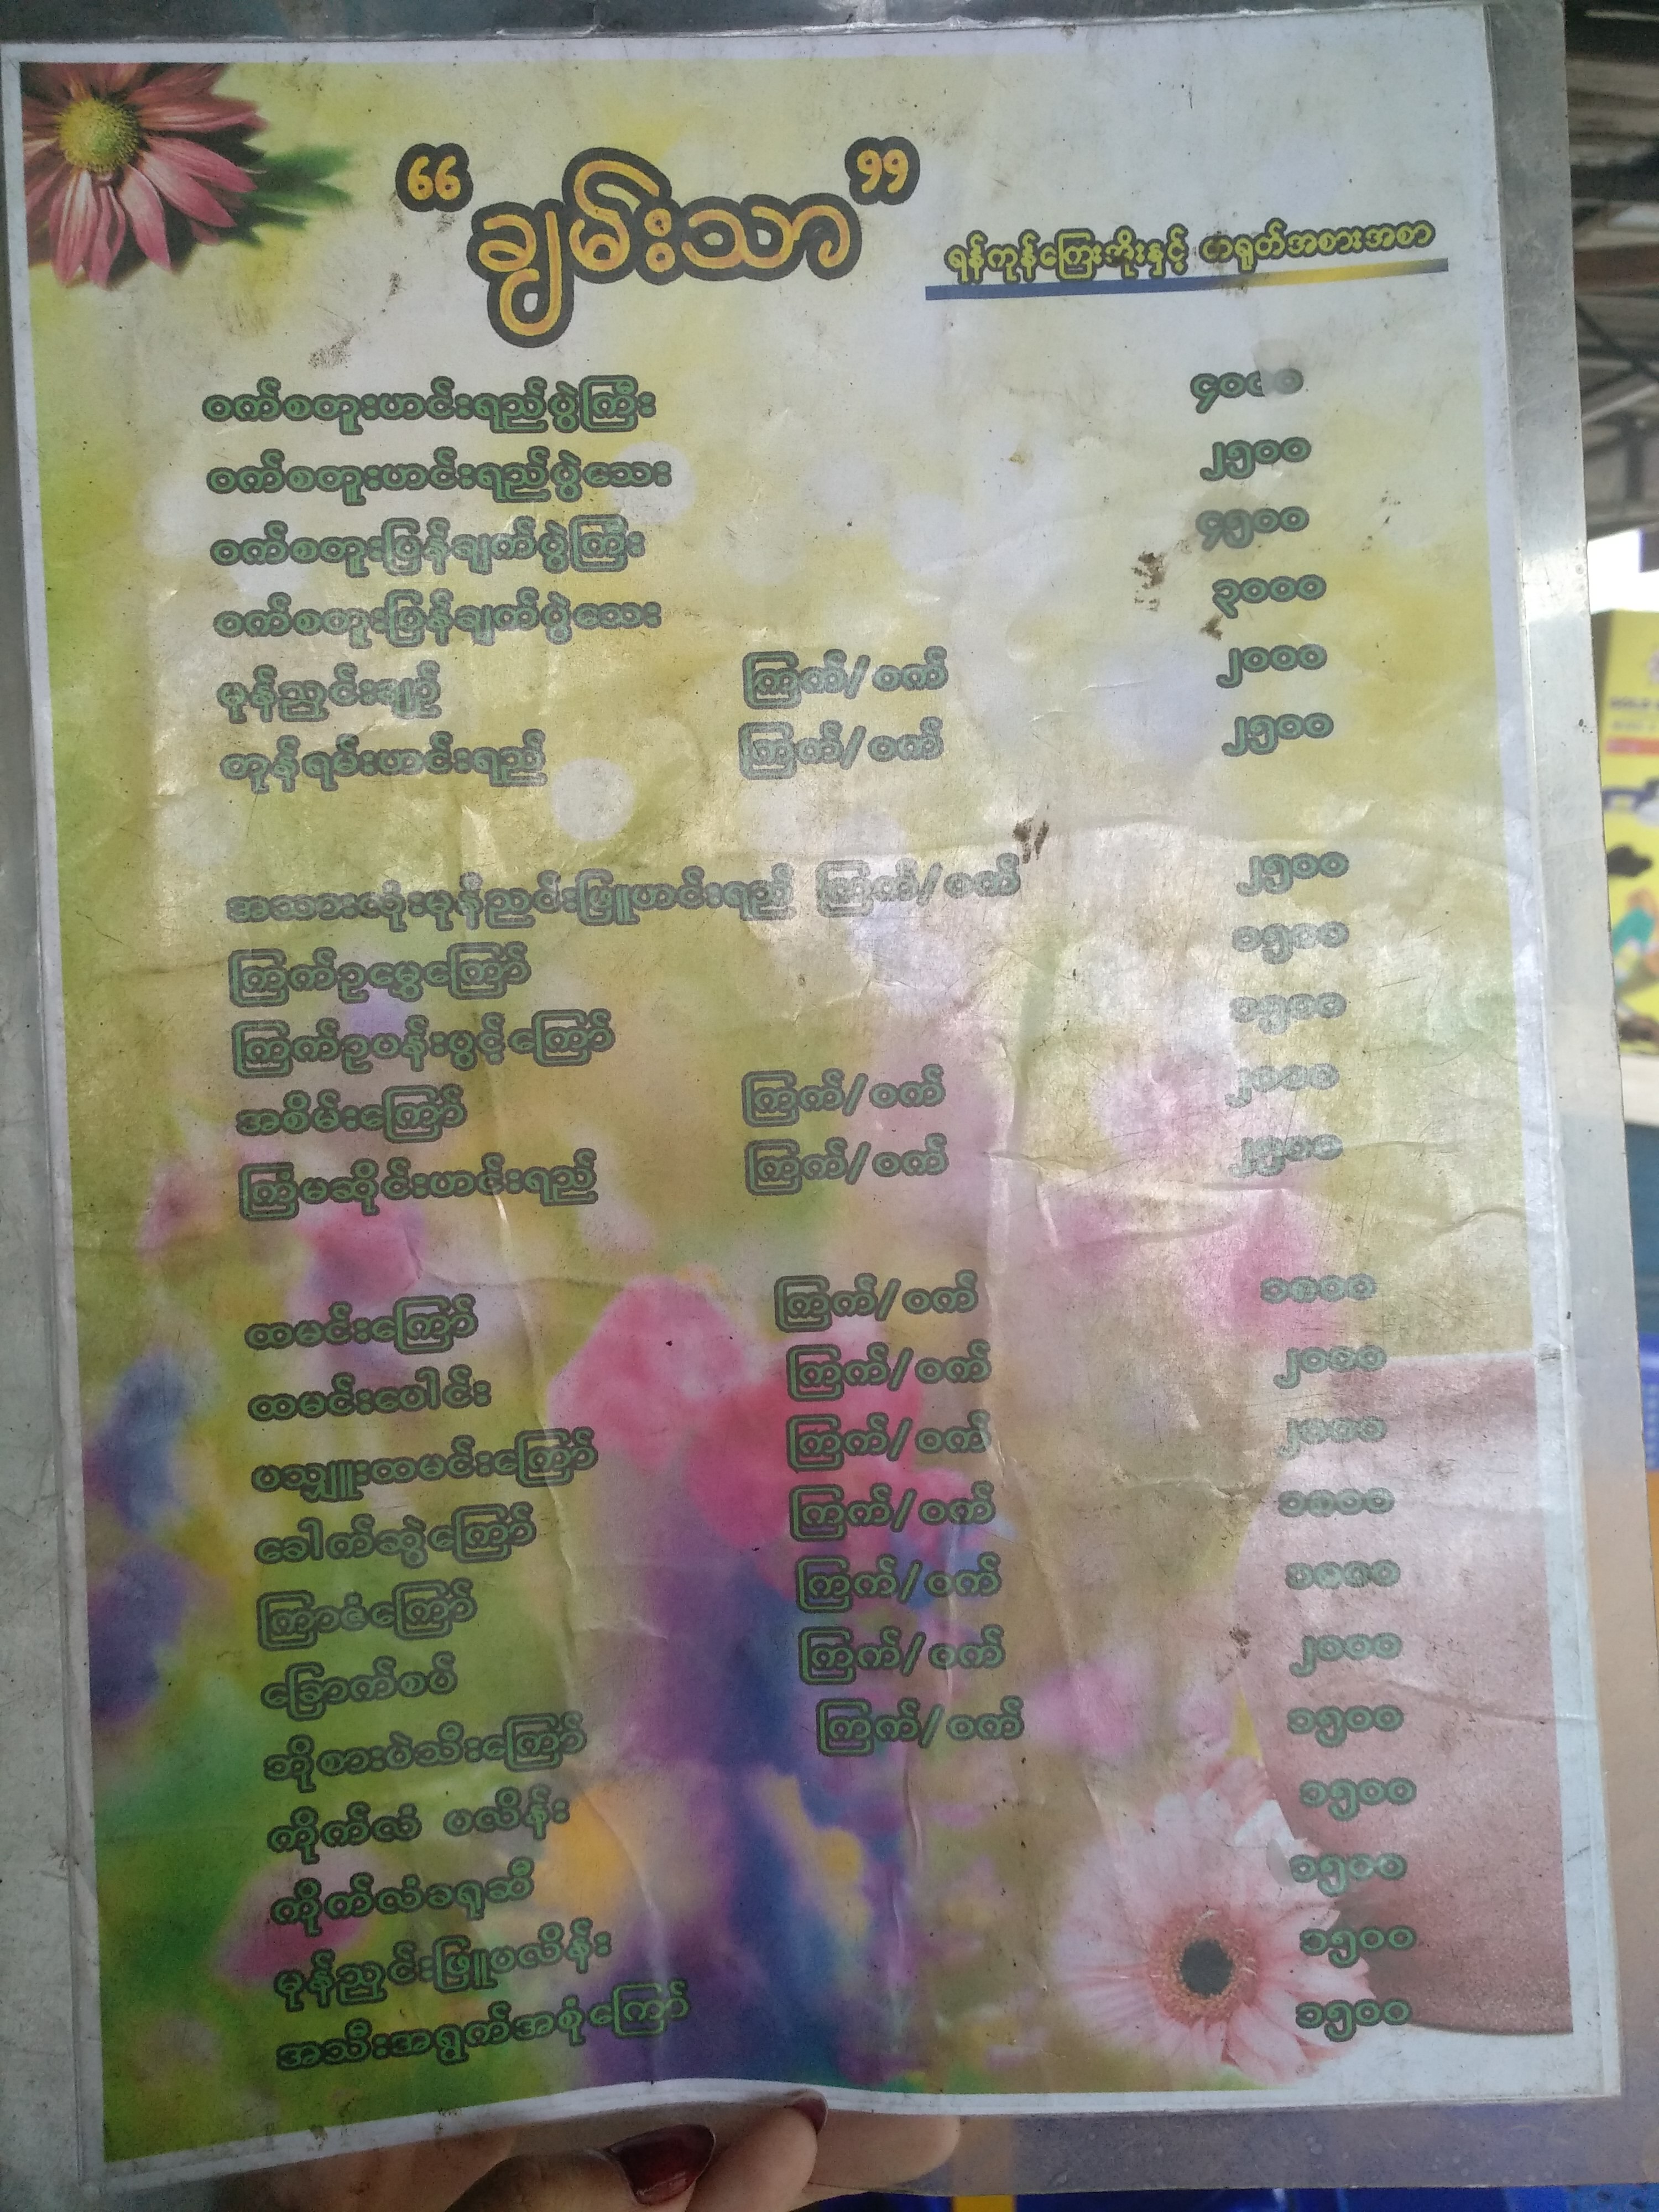 “ချမ်းသာ”
ရန်ကုန်ကြေးအိုးနှင့် တရုတ်အစားအစာ
ဝက်စတူးဟင်းရည်ပွဲကြီး ၄၀၀၀
ဝက်စတူးဟင်းရည်ပွဲသေး ၂၅၀၀
ဝက်စတူးပြန်ချက်ပွဲကြီး ၄၅၀၀
ဝက်စတူးပြန်ချက်ပွဲသေး ၃၀၀၀
မုန်ညှင်းချဉ် ကြက်/ဝက် ၂၀၀၀
တုန်ရမ်းဟင်းရည် ကြက်/ဝက် ၂၅၀၀
အသားလုံးမုန်ညင်းဖြူဟင်းရည် ကြက်/ဝက် ၂၅၀၀
ကြက်ဥမွှေကြော် ၁၅၀၀
ကြက်ဥပန်းပွင့်ကြော် ၁၅၀၀
အစိမ်းကြော် ကြက်/ဝက် ၂၀၀၀
ကြံမဆိုင်းဟင်းရည် ကြက်/ဝက် ၂၅၀၀
ထမင်းကြော် ကြက်/ဝက် ၁၈၀၀
ထမင်းပေါင်း ကြက်/ဝက် ၂၀၀၀
ပသျှူးထမင်းကြော် ကြက်/ဝက် ၂၀၀၀
ခေါက်ဆွဲကြော် ကြက်/ဝက် ၁၈၀၀
ကြာဇံကြော် ကြက်/ဝက် ၁၈၀၀
ခြောက်စပ် ကြက်/ဝက် ၂၀၀၀
ဘိုစားပဲသီးကြော် ကြက်/ဝက် ၁၅၀၀
ကိုက်လံ ပလိန်း ၁၅၀၀
ကိုက်လံခရုဆီ ၁၅၀၀
မုန်ညှင်းဖြူပလိန်း ၁၅၀၀
အသီးအရွက်အစုံကြော် ၁၅၀၀